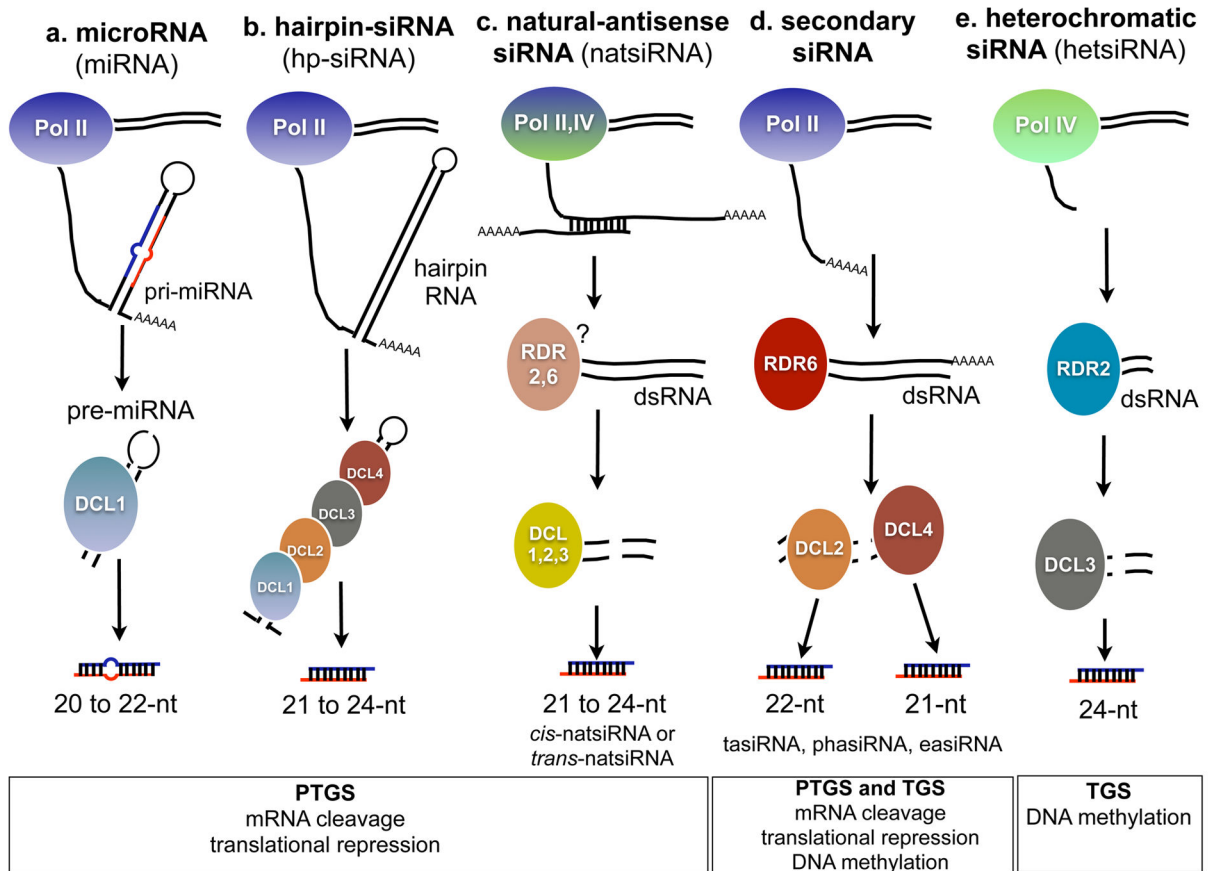 a. microRNA
(miRNA)
Pol II
pri-miRNA
AAAAA
pre-miRNA
DCL1
20 to 22-nt
b. hairpin-siRNA
(hp-siRNA)
Pol II
hairpin
RNA
AAAAA
DCL4
DCL3
DCL2
DCL1
21 to 24-nt
c. natural-antisense
siRNA (natsiRNA)
Pol II,IV
AAAAA
AAAAA
?
RDR
2,6
dsRNA
DCL
1,2,3
21 to 24-nt
cis-natsiRNA or
trans-natsiRNA
d. secondary
siRNA
Pol II
AAAAA
RDR6
AAAAA
dsRNA
DCL2
DCL4
22-nt
21-nt
tasiRNA, phasiRNA, easiRNA
e. heterochromatic
siRNA (hetsiRNA)
Pol IV
RDR2
dsRNA
DCL3
24-nt
PTGS
mRNA cleavage
translational repression
PTGS and TGS
mRNA cleavage
translational repression
DNA methylation
TGS
DNA methylation